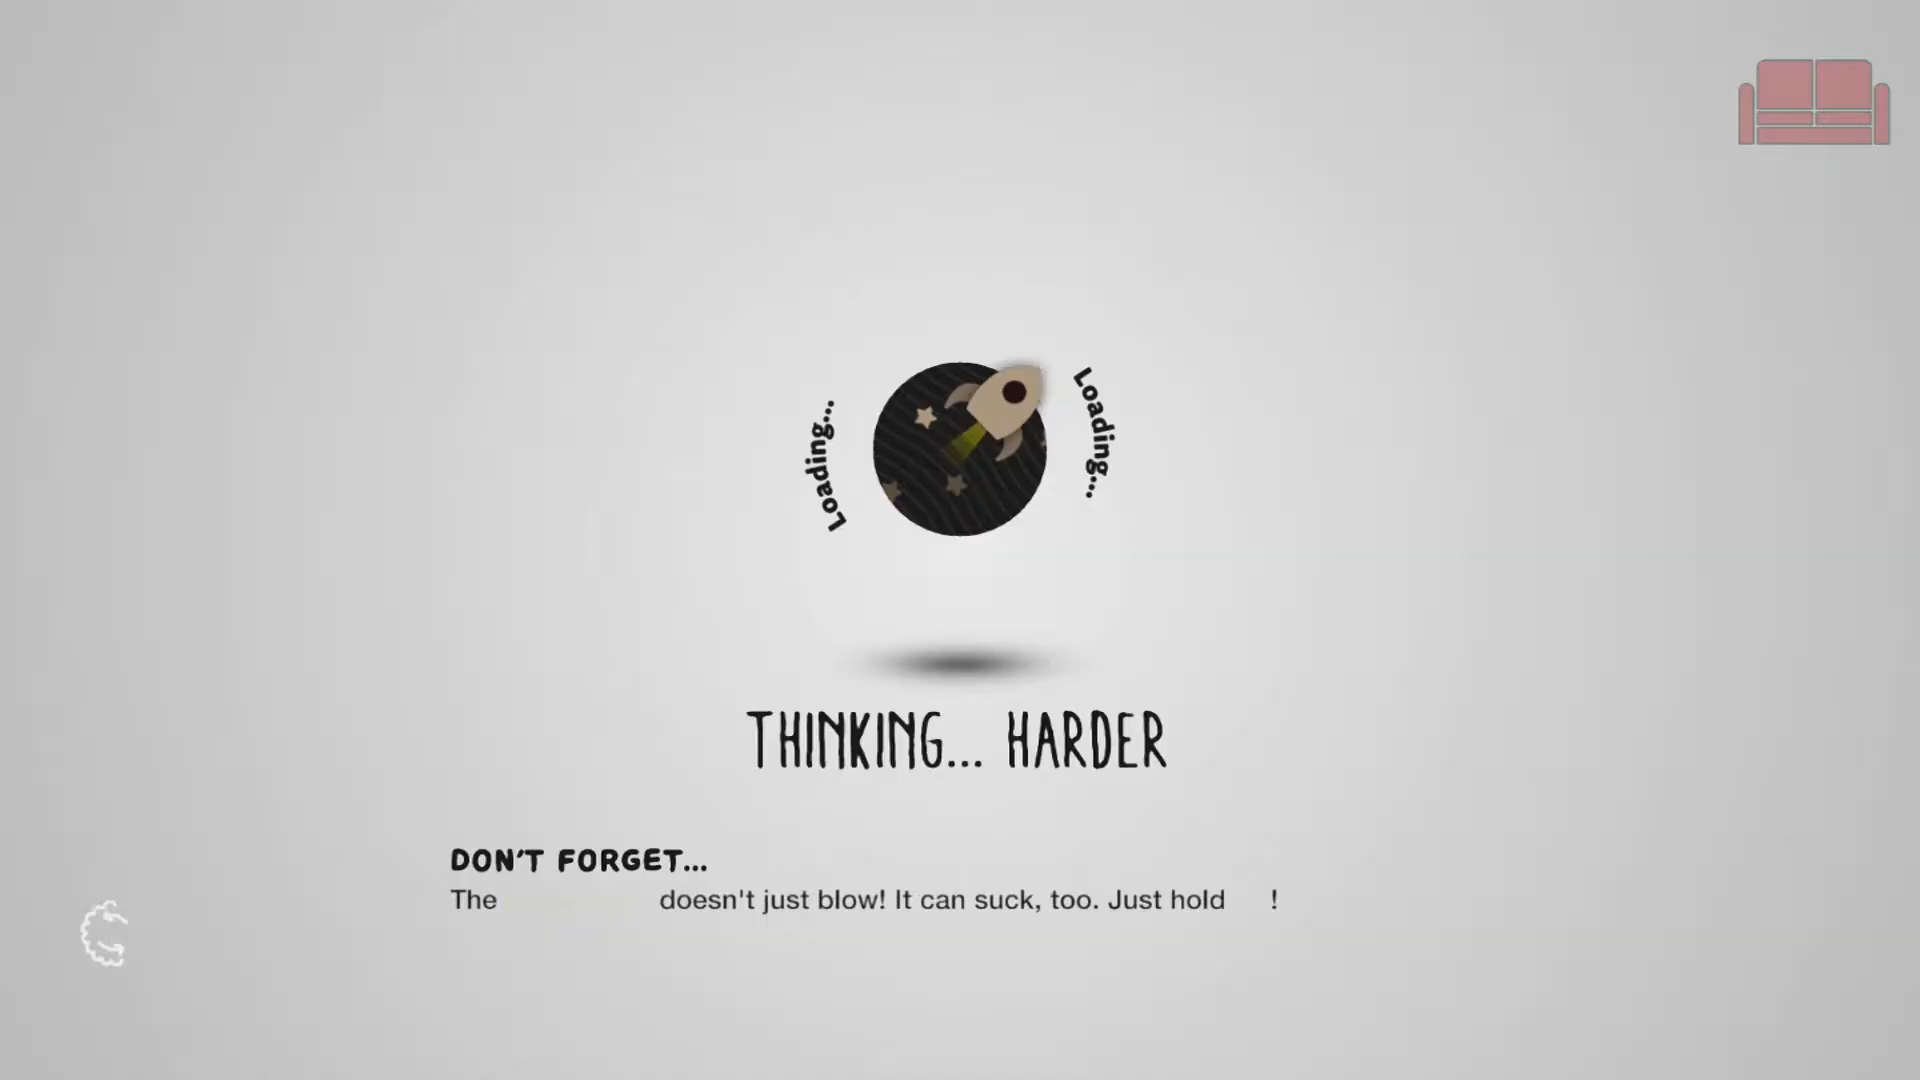 Loading...
Loading...
THINKING... HARDER
DON'T FORGET...
The doesn't just blow! It can suck, too. Just hold !